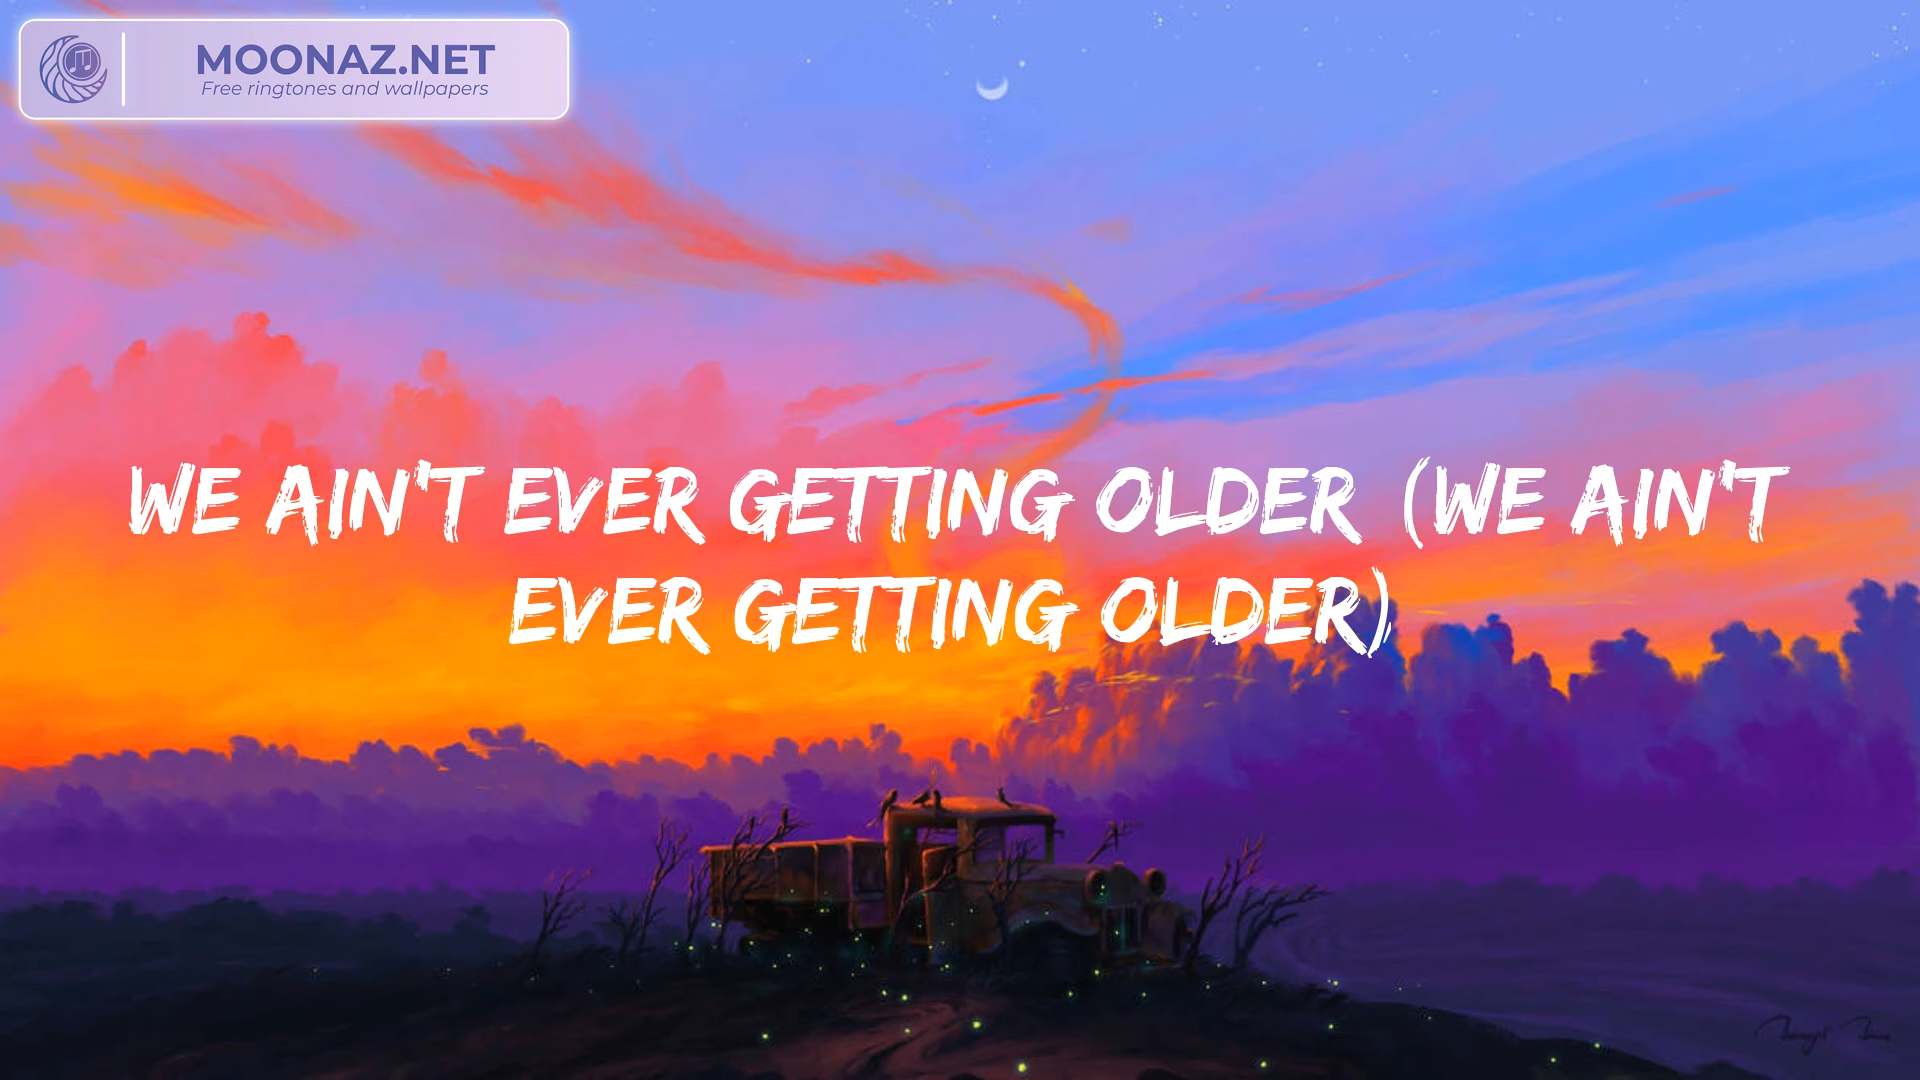 MOONAZ.NET
Free ringtones and wallpapers
WE AIN'T EVER GETTING OLDER (WE AIN'T
EVER GETTING OLDER)